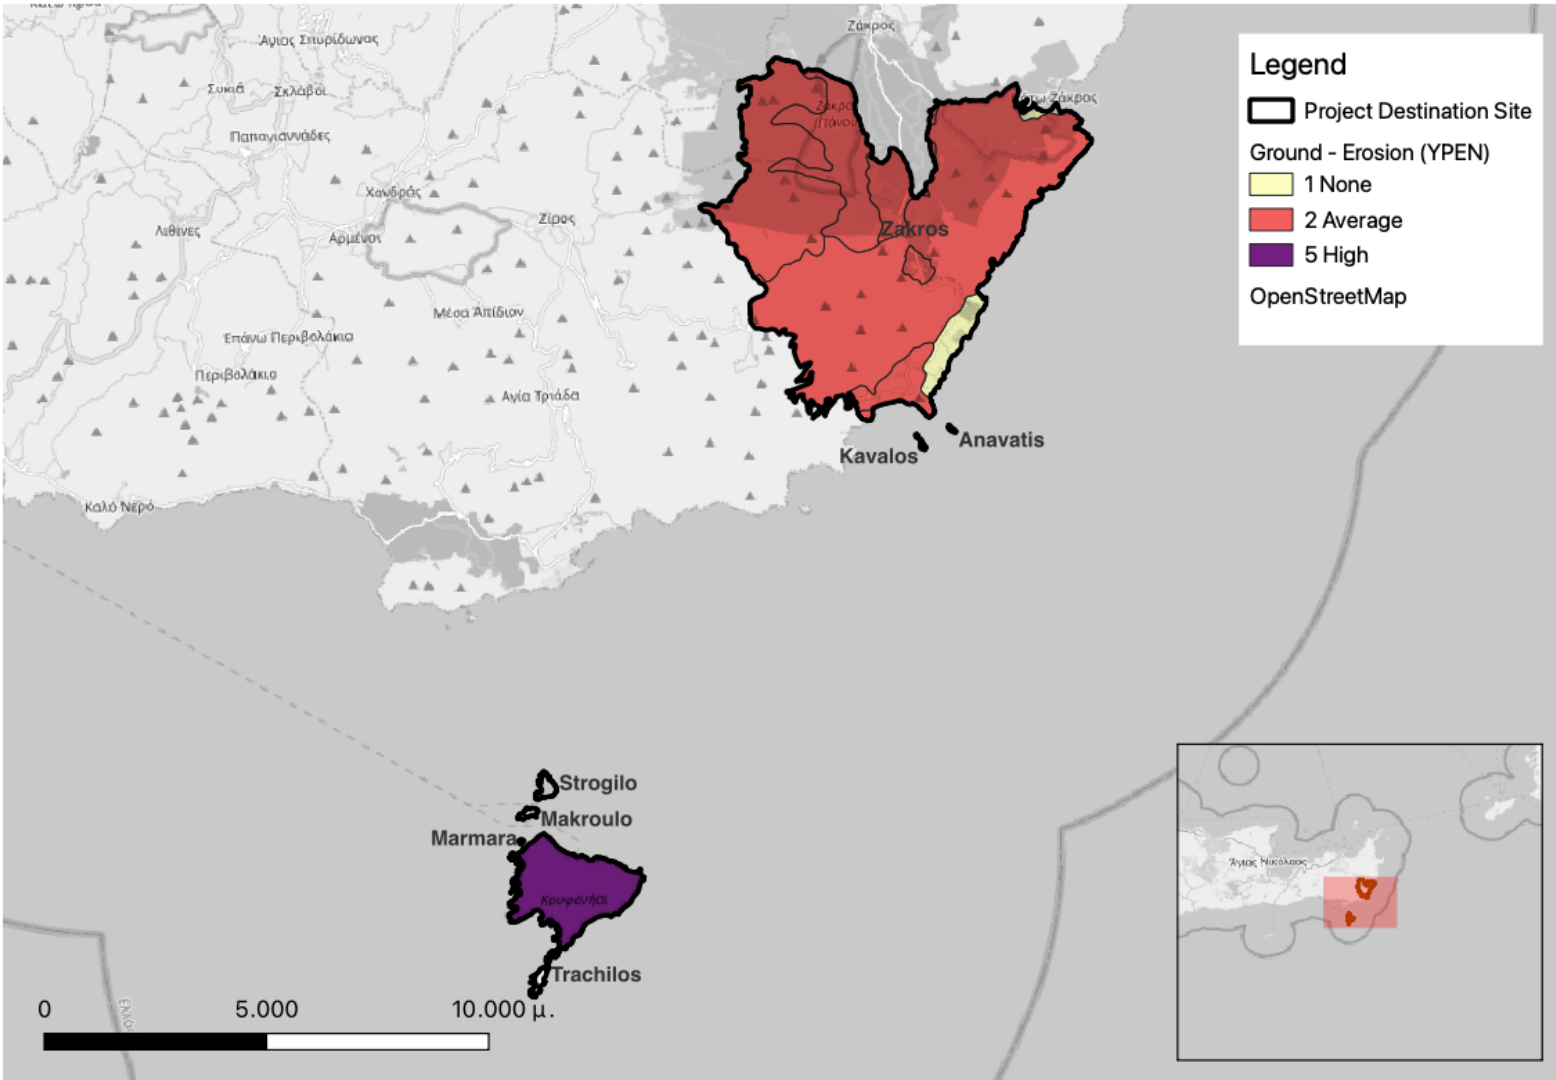 Ζάκρος
Άγιος Σπυρίδωνας
Συκιά
Σκλάβοι
Παπαγιαννάδες
Χανδράς
Ζίρος
Λιθίνες
Αρμένοι
Μέσα Απίδιον
Έπάνω Περιβολάκια
Περιβολάκια
Αγία Τριάδα
Καλό Νερό
Zakros
Kavalos
Anavatis
Legend
Project Destination Site
Ground - Erosion (YPEN)
1 None
2 Average
5 High
OpenStreetMap
Strogilo
Makroulo
Marmara
Κουφονήσι
Trachilos
Άγιος Νικόλαος
0 5.000 10.000 μ.